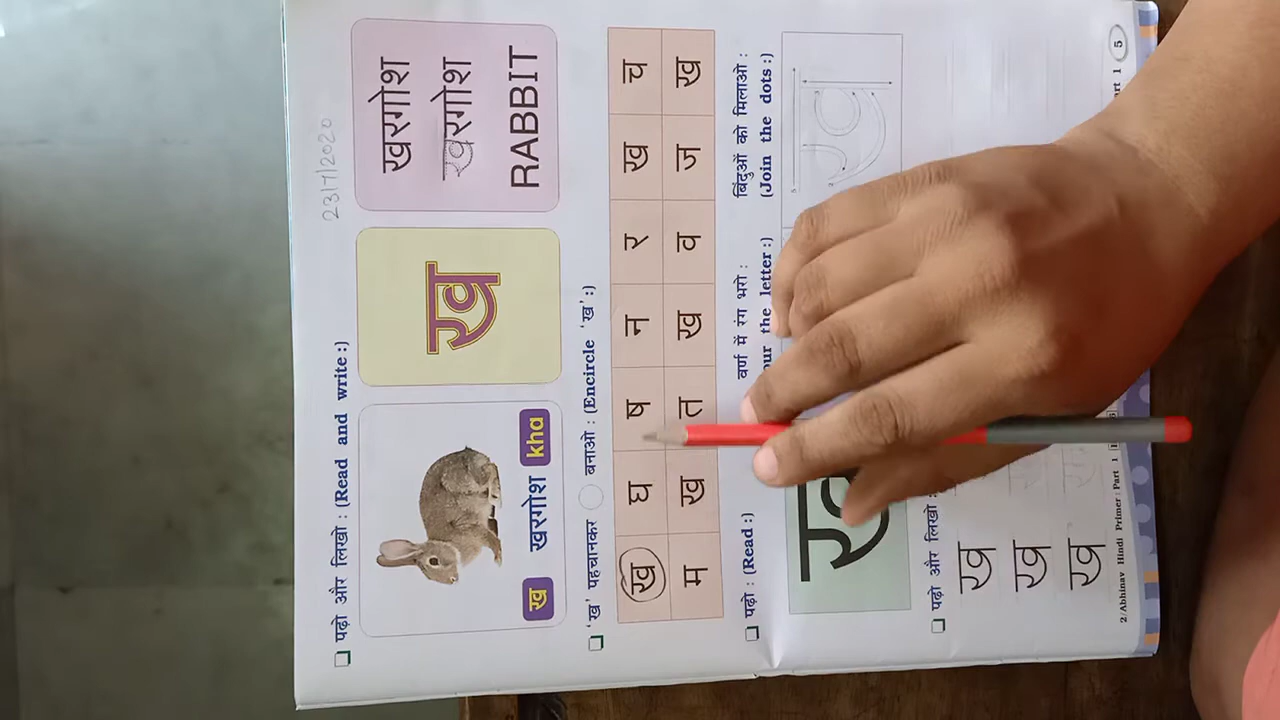 23/7/2020
पढ़ो और लिखो : (Read and write :)
ख खरगोश kha
ख
खरगोश
खरगोश
RABBIT
'ख' पहचानकर बनाओ : (Encircle 'ख' :)
ख घ ष न र ख च
म ख त ख व ज ख
पढ़ो : (Read :)
वर्ण में रंग भरो :
the letter :)
बिंदुओं को मिलाओ :
(Join the dots :)
ख
पढ़ो और लिखो :
ख
ख
ख
2/Abhinav Hindi Primer : Part 1
1 5